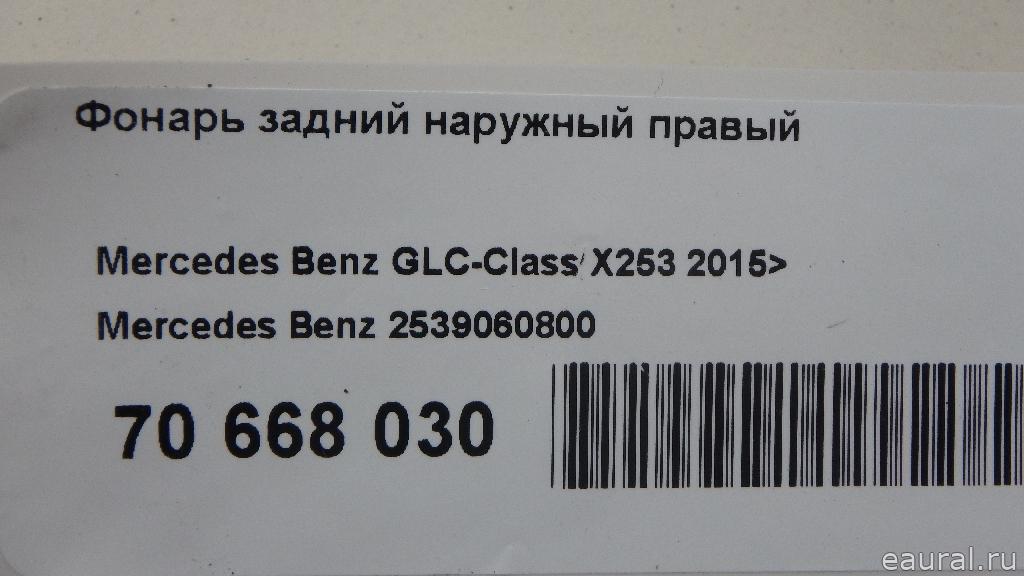 Фонарь задний наружный правый
Mercedes Benz GLC-Class X253 2015>
Mercedes Benz 2539060800
70 668 030
eaural.ru